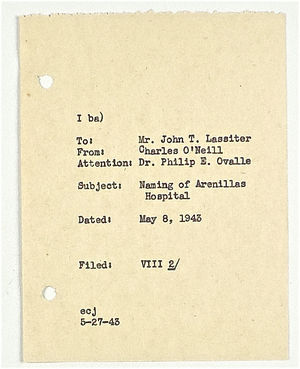 I ba)
To: Mr. John T. Lassiter
From: Charles O'Neill
Attention: Dr. Philip E. Ovalle
Subject: Naming of Arenillas
Hospital
Dated: May 8, 1943
Filed: VIII 2/
ecj
5-27-43